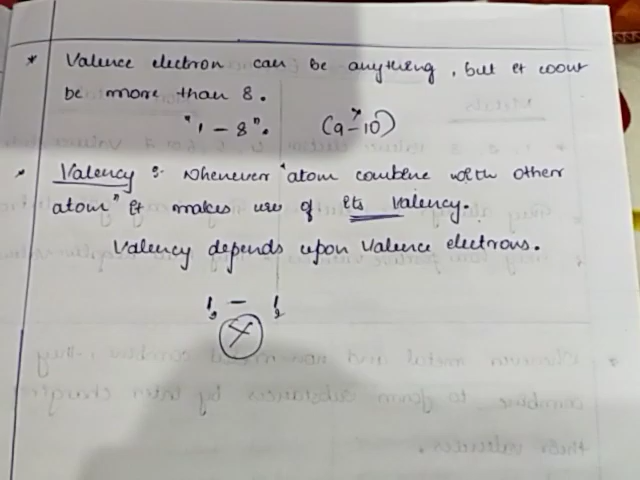 * Valence electron can be anything, but it wont
be more than 8.
"1 - 8". (9-10)
* Valency :- Whenever "atom combine with other
atom" it makes use of its valency.
Valency depends upon valence electrons.